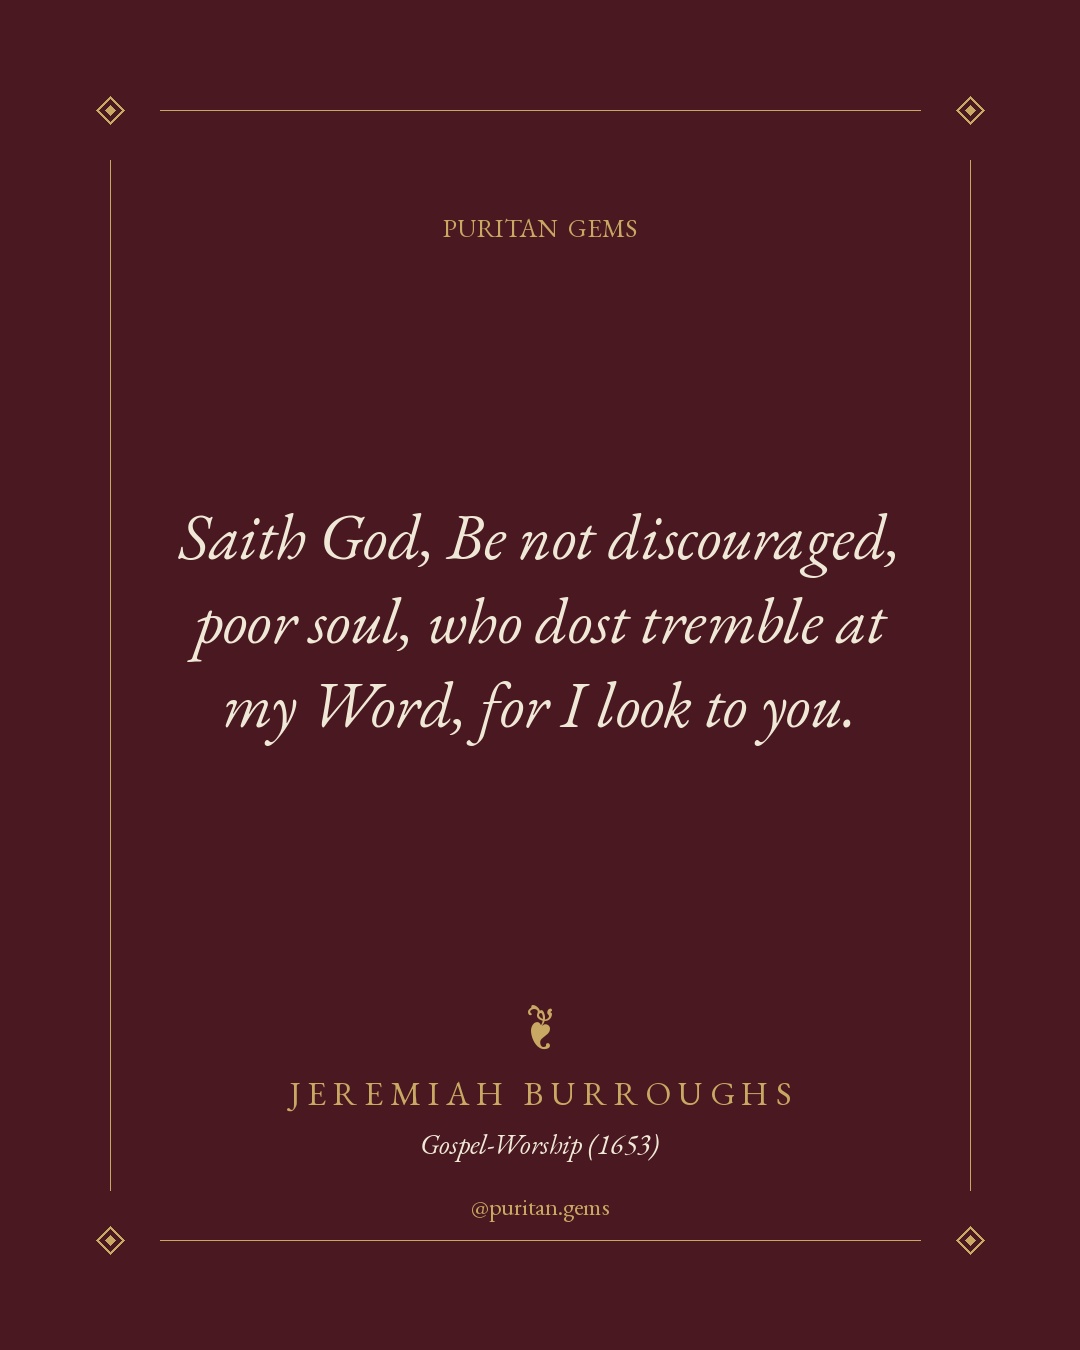 PURITAN GEMS
Saith God, Be not discouraged,
poor soul, who dost tremble at
my Word, for I look to you.
JEREMIAH BURROUGHS
Gospel-Worship (1653)
@puritan.gems